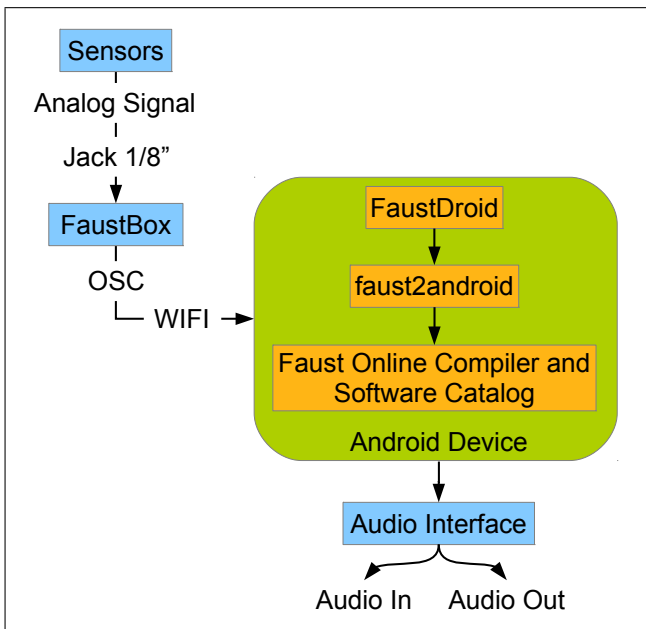 Sensors
Analog Signal
Jack 1/8”
FaustBox
OSC
WIFI
FaustDroid
faust2android
Faust Online Compiler and
Software Catalog
Android Device
Audio Interface
Audio In
Audio Out